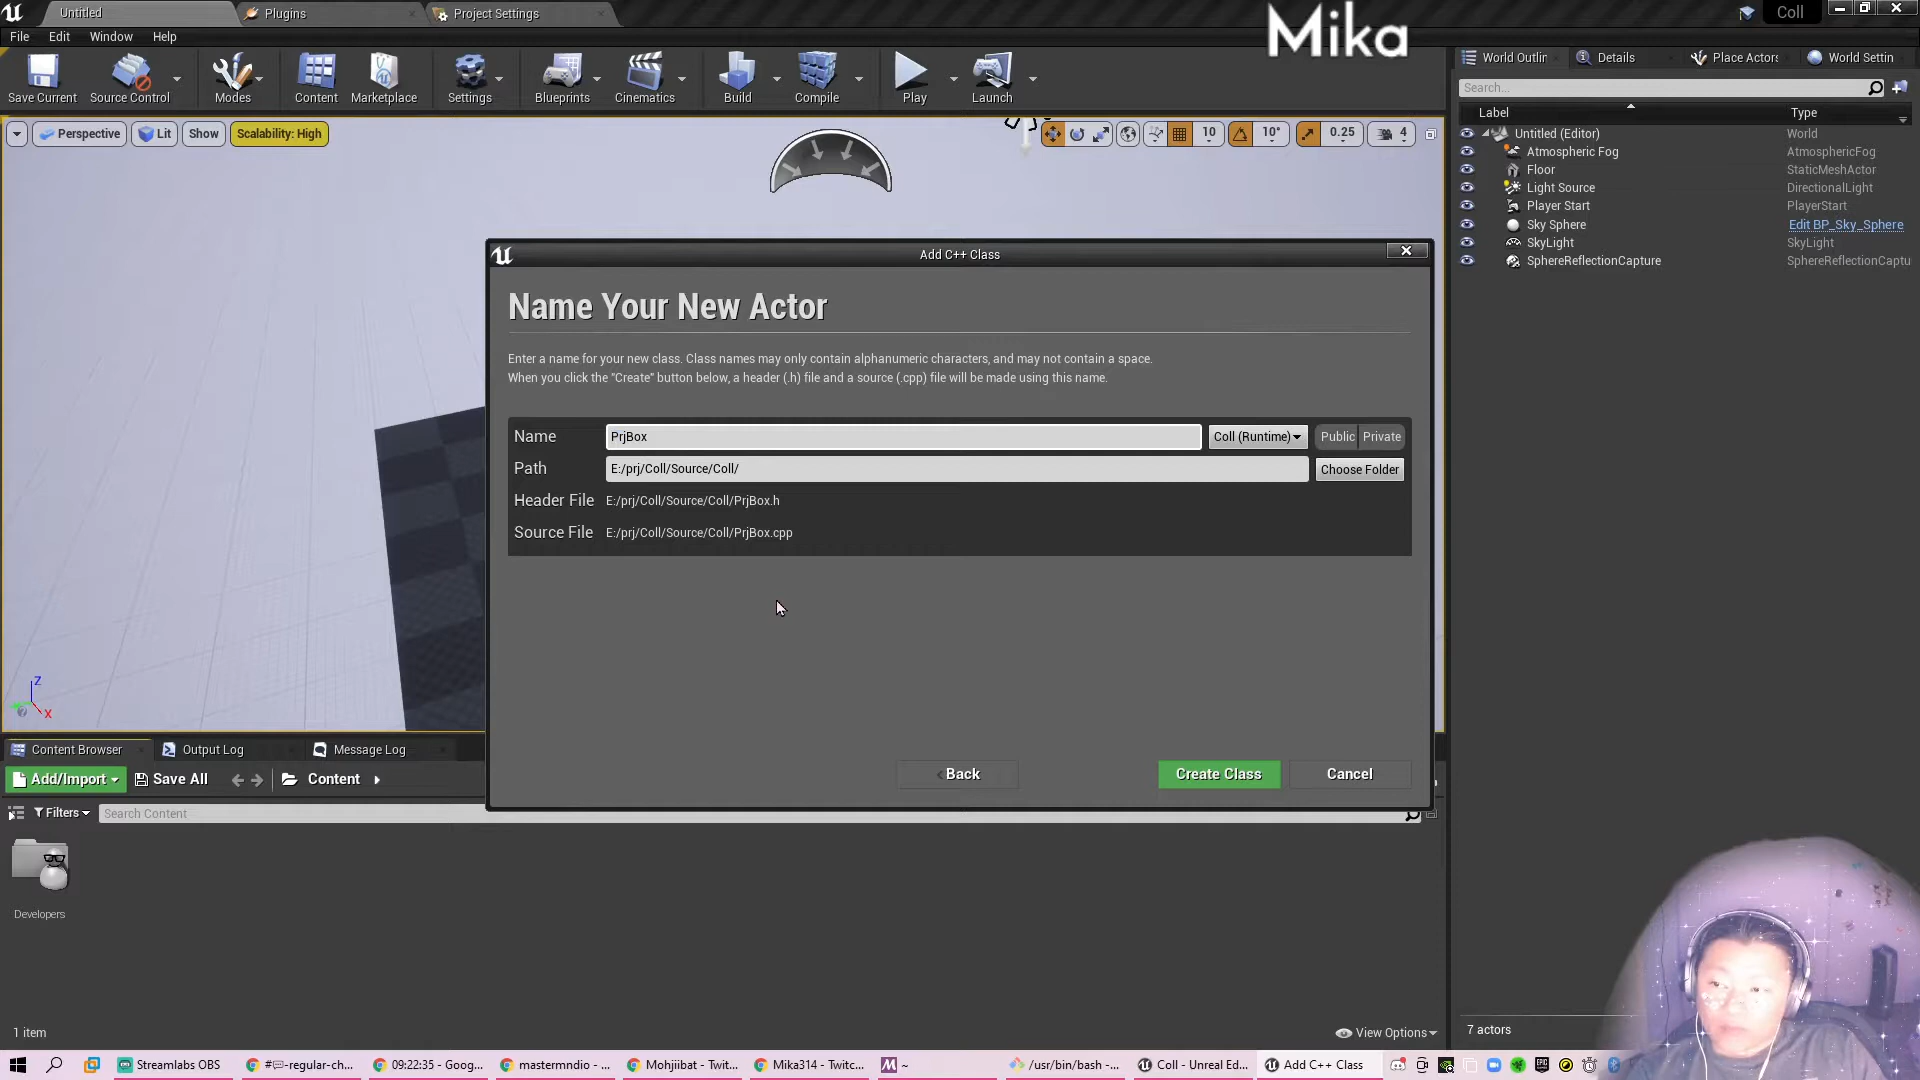 Untitled
Plugins
Project Settings
Mika
Coll
File Edit Window Help
Save Current
Source Control
Modes
Content
Marketplace
Settings
Blueprints
Cinematics
Build
Compile
Play
Launch
World Outlin
Details
Place Actors
World Settin
Perspective
Lit
Show
Scalability: High
10
10°
0.25
4
Search...
Label Type
Untitled (Editor) World
Atmospheric Fog AtmosphericFog
Floor StaticMeshActor
Light Source DirectionalLight
Player Start PlayerStart
Sky Sphere Edit BP_Sky_Sphere
SkyLight SkyLight
SphereReflectionCapture SphereReflectionCaptu
Add C++ Class
Name Your New Actor
Enter a name for your new class. Class names may only contain alphanumeric characters, and may not contain a space.
When you click the "Create" button below, a header (.h) file and a source (.cpp) file will be made using this name.
Name PrjBox Coll (Runtime) Public Private
Path E:/prj/Coll/Source/Coll/ Choose Folder
Header File E:/prj/Coll/Source/Coll/PrjBox.h
Source File E:/prj/Coll/Source/Coll/PrjBox.cpp
Back
Create Class
Cancel
Z
X
Content Browser
Output Log
Message Log
Add/Import
Save All
Content
Filters
Search Content
Developers
1 item
View Options
7 actors
Streamlabs OBS
-regular-ch...
09:22:35 - Goog...
mastermndio - ...
Mohjiibat - Twit...
Mika314 - Twitc...
~
/usr/bin/bash -...
Coll - Unreal Ed...
Add C++ Class